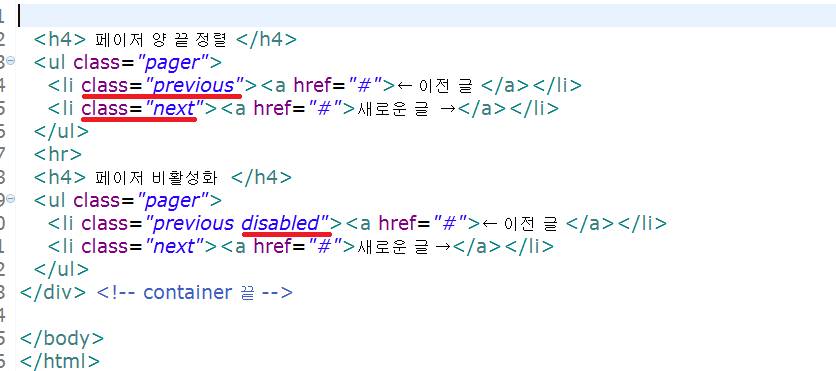 1
2 <h4> 페이저 양 끝 정렬 </h4>
3 <ul class="pager">
4 <li class="previous"><a href="#">← 이전 글 </a></li>
5 <li class="next"><a href="#">새로운 글 →</a></li>
6 </ul>
7 <hr>
8 <h4> 페이저 비활성화 </h4>
9 <ul class="pager">
0 <li class="previous disabled"><a href="#">← 이전 글 </a></li>
1 <li class="next"><a href="#">새로운 글 →</a></li>
2 </ul>
3 </div> <!-- container 끝 -->
4
5 </body>
6 </html>